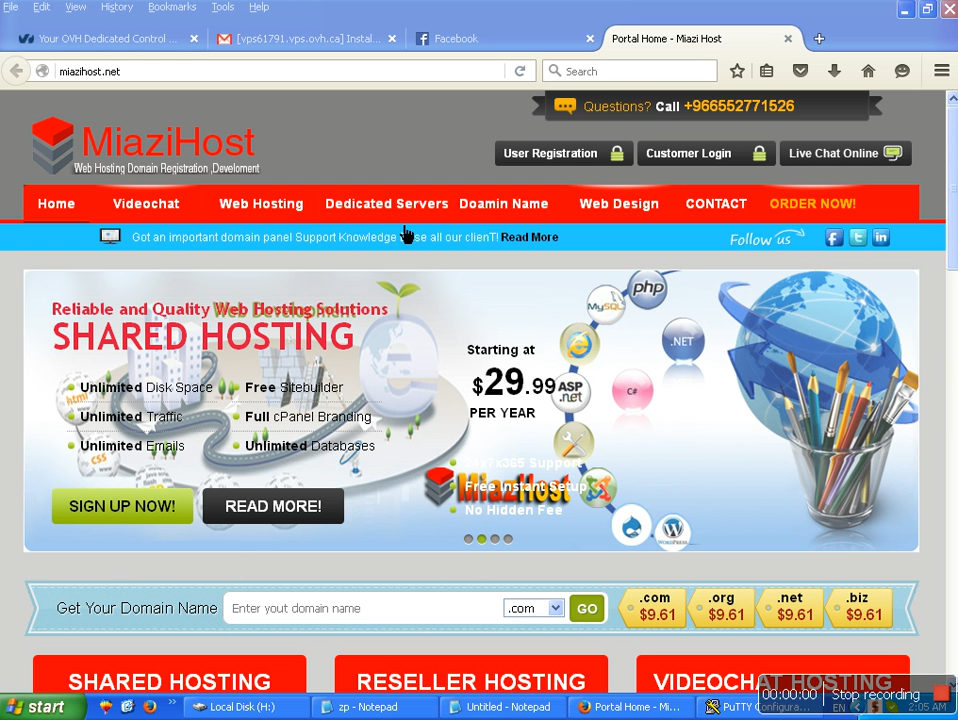 File Edit View History Bookmarks Tools Help
Your OVH Dedicated Control ...
[vps61791.vps.ovh.ca] Instal...
Facebook
Portal Home - Miazi Host
miazihost.net
Search
Questions? Call +966552771526
MiaziHost
Web Hosting Domain Registration ,Develoment
User Registration
Customer Login
Live Chat Online
Home Videochat Web Hosting Dedicated Servers Doamin Name Web Design CONTACT ORDER NOW!
Got an important domain panel Support Knowledge se all our clienT! Read More
Follow us
Reliable and Quality Web Hosting Solutions
Web Development
SHARED HOSTING
Unlimited Disk Space
Free Sitebuilder
Unlimited Traffic
Full cPanel Branding
Unlimited Emails
Unlimited Databases
SIGN UP NOW!
READ MORE!
Starting at
$29.99
PER YEAR
24x7x365 Support
Free Instant Setup
No Hidden Fee
MiaziHost
html
CSS
php
MySQL
.NET
ASP
.net
C#
WORDPRESS
Get Your Domain Name
Enter yout domain name
.com
GO
.com
$9.61
.org
$9.61
.net
$9.61
.biz
$9.61
SHARED HOSTING
RESELLER HOSTING
VIDEOCHAT HOSTING
start
Local Disk (H:)
zp - Notepad
Untitled - Notepad
Portal Home - Mi...
PuTTY Configura...
00:00:00
Stop recording
EN
2:05 AM